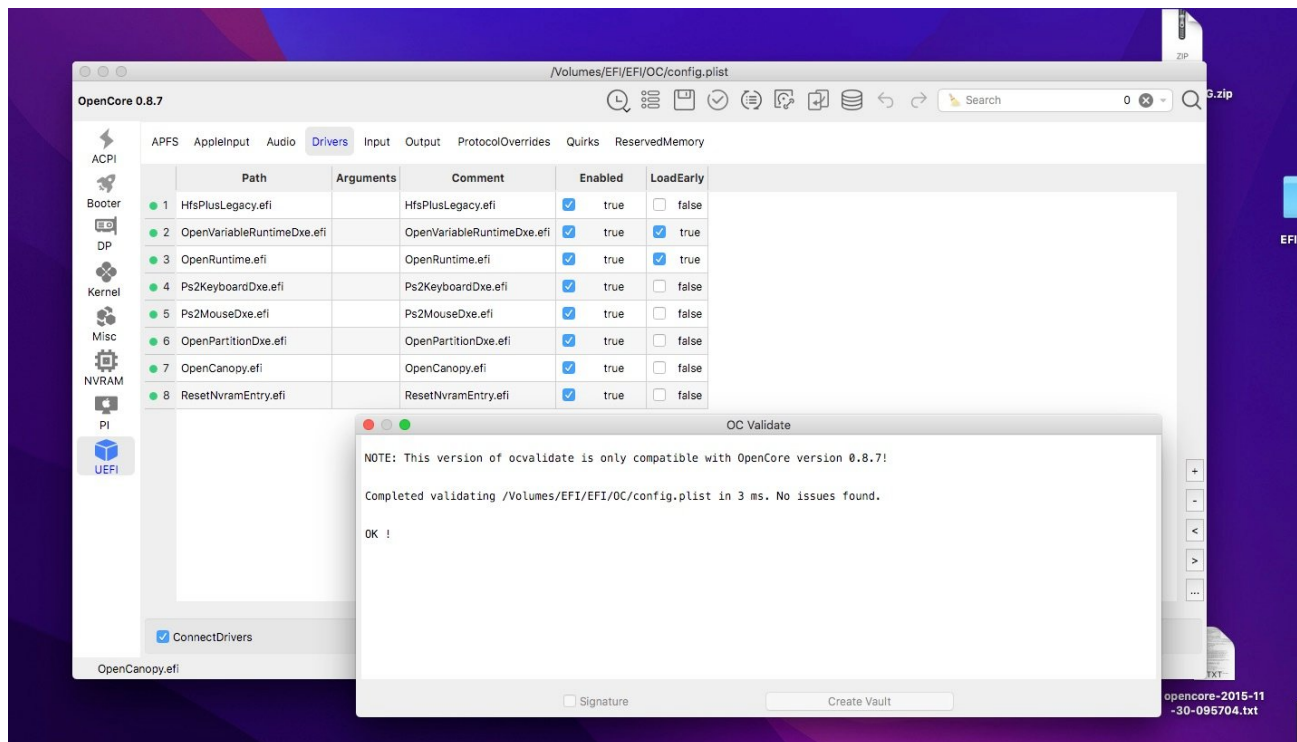 ZIP
/Volumes/EFI/EFI/OC/config.plist
OpenCore 0.8.7
Search
0
G.zip
APFS AppleInput Audio Drivers Input Output ProtocolOverrides Quirks ReservedMemory
ACPI
Booter
DP
Kernel
Misc
NVRAM
PI
UEFI
Path Arguments Comment Enabled LoadEarly
1 HfsPlusLegacy.efi HfsPlusLegacy.efi true false
2 OpenVariableRuntimeDxe.efi OpenVariableRuntimeDxe.efi true true
3 OpenRuntime.efi OpenRuntime.efi true true
4 Ps2KeyboardDxe.efi Ps2KeyboardDxe.efi true false
5 Ps2MouseDxe.efi Ps2MouseDxe.efi true false
6 OpenPartitionDxe.efi OpenPartitionDxe.efi true false
7 OpenCanopy.efi OpenCanopy.efi true false
8 ResetNvramEntry.efi ResetNvramEntry.efi true false
EFI
+
-
<
>
...
OC Validate
NOTE: This version of ocvalidate is only compatible with OpenCore version 0.8.7!
Completed validating /Volumes/EFI/EFI/OC/config.plist in 3 ms. No issues found.
OK !
ConnectDrivers
OpenCanopy.efi
Signature
Create Vault
TXT
opencore-2015-11
-30-095704.txt